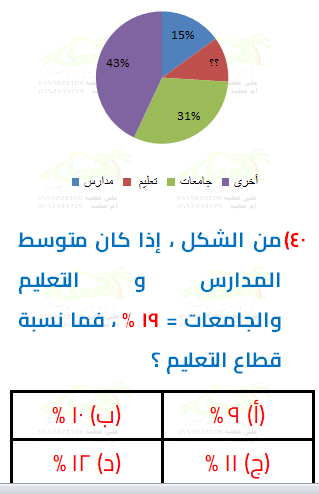 15%
؟؟
43%
31%
أخرى جامعات تعليم مدارس
٤٠) من الشكل ، إذا كان متوسط
المدارس و التعليم
والجامعات = ١٩ % ، فما نسبة
قطاع التعليم ؟
(أ) ٩ % (ب) ١٠ %
(ج) ١١ % (د) ١٢ %